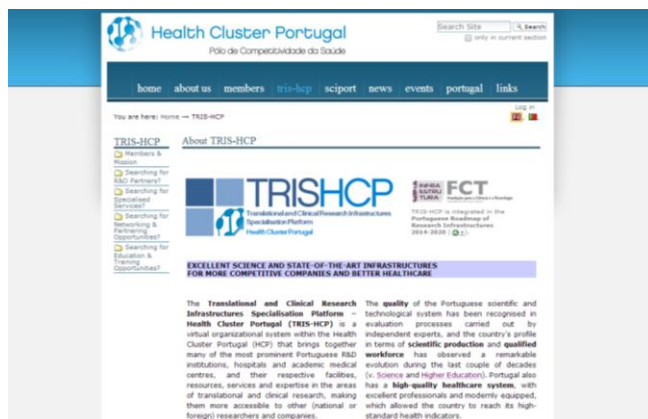 Health Cluster Portugal
Pólo de Competitividade da Saúde
Search Site
Search
only in current section
home about us members tris-hcp sciport news events portugal links
Log in
You are here: Home → TRIS-HCP
TRIS-HCP
Members & Mission
Searching for R&D Partners?
Searching for Specialised Services?
Searching for Networking & Partnering Opportunities?
Searching for Education & Training Opportunities?
About TRIS-HCP
TRISHCP
Translational and Clinical Research Infrastructures
Specialisation Platform
Health Cluster Portugal
INFRA
ESTRU
TURA
FCT
Fundação para a Ciência e a Tecnologia
TRIS-HCP is integrated in the
Portuguese Roadmap of
Research Infrastructures
2014-2020 (
).
EXCELLENT SCIENCE AND STATE-OF-THE-ART INFRASTRUCTURES
FOR MORE COMPETITIVE COMPANIES AND BETTER HEALTHCARE
The Translational and Clinical Research
Infrastructures Specialisation Platform –
Health Cluster Portugal (TRIS-HCP) is a
virtual organizational system within the Health
Cluster Portugal (HCP) that brings together
many of the most prominent Portuguese R&D
institutions, hospitals and academic medical
centres, and their respective facilities,
resources, services and expertise in the areas
of translational and clinical research, making
them more accessible to other (national or
foreign) researchers and companies.
The quality of the Portuguese scientific and
technological system has been recognised in
evaluation processes carried out by
independent experts, and the country's profile
in terms of scientific production and qualified
workforce has observed a remarkable
evolution during the last couple of decades
(v. Science and Higher Education). Portugal also
has a high-quality healthcare system, with
excellent professionals and modernly equipped,
which allowed the country to reach its high-
standard health indicators.